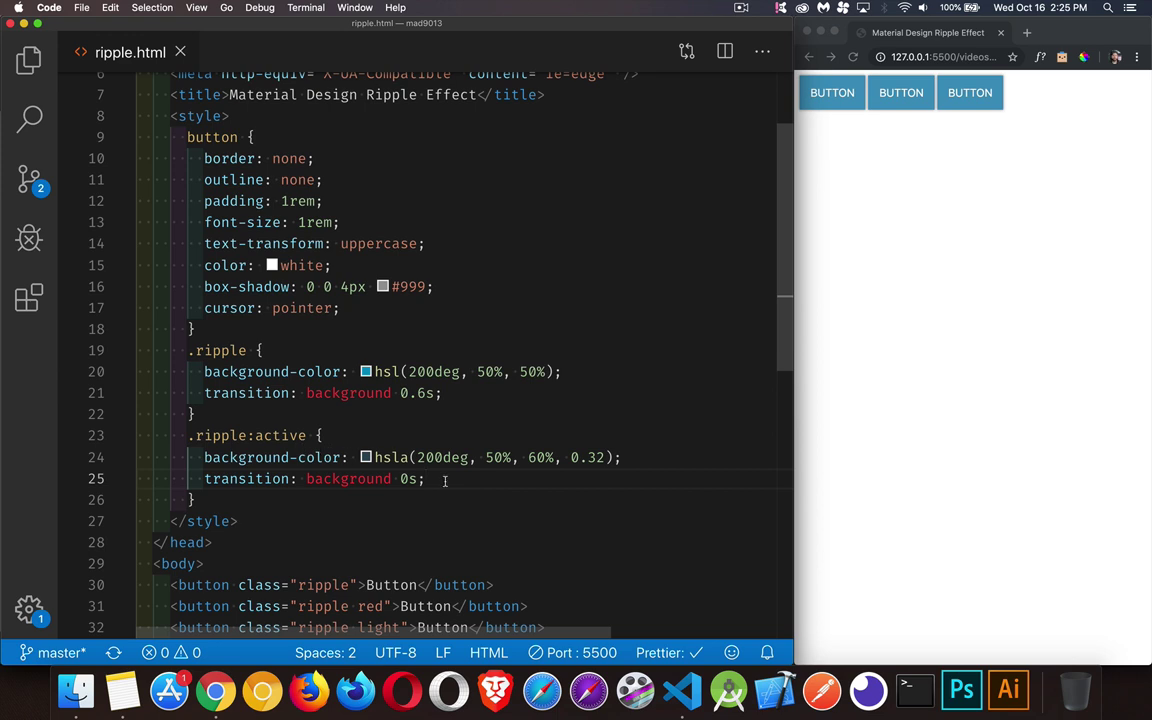 Code File Edit Selection View Go Debug Terminal Window Help
100% Wed Oct 16 2:25 PM
ripple.html — mad9013
Material Design Ripple Effect
ripple.html
127.0.0.1:5500/videos...
BUTTON BUTTON BUTTON
6 <meta http-equiv="X-UA-Compatible" content="ie=edge" />
7 <title>Material Design Ripple Effect</title>
8 <style>
9 button {
10 border: none;
11 outline: none;
12 padding: 1rem;
13 font-size: 1rem;
14 text-transform: uppercase;
15 color: white;
16 box-shadow: 0 0 4px #999;
17 cursor: pointer;
18 }
19 .ripple {
20 background-color: hsl(200deg, 50%, 50%);
21 transition: background 0.6s;
22 }
23 .ripple:active {
24 background-color: hsla(200deg, 50%, 60%, 0.32);
25 transition: background 0s;
26 }
27 </style>
28 </head>
29 <body>
30 <button class="ripple">Button</button>
31 <button class="ripple red">Button</button>
32 <button class="ripple light">Button</button>
2
1
master* 0 0 Spaces: 2 UTF-8 LF HTML Port : 5500 Prettier: ✓
1
Ps Ai